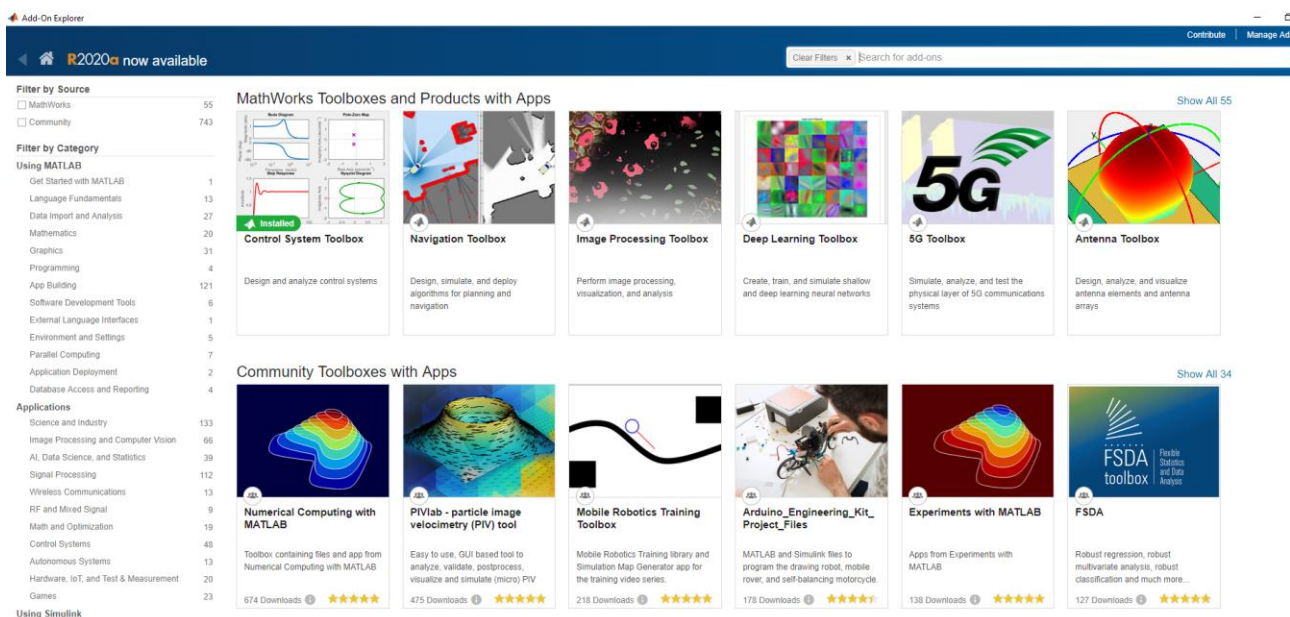 Add-On Explorer
Contribute
Manage Ad
R2020a now available
Clear Filters × Search for add-ons
Filter by Source
MathWorks 55
Community 743
Filter by Category
Using MATLAB
Get Started with MATLAB 1
Language Fundamentals 13
Data Import and Analysis 27
Mathematics 20
Graphics 31
Programming 4
App Building 121
Software Development Tools 6
External Language Interfaces 1
Environment and Settings 5
Parallel Computing 7
Application Deployment 2
Database Access and Reporting 4
Applications
Science and Industry 133
Image Processing and Computer Vision 66
AI, Data Science, and Statistics 39
Signal Processing 112
Wireless Communications 13
RF and Mixed Signal 9
Math and Optimization 19
Control Systems 48
Autonomous Systems 13
Hardware, IoT, and Test & Measurement 20
Games 23
Using Simulink
MathWorks Toolboxes and Products with Apps
Show All 55
Bode Diagram
Pole-Zero Map
Step Response
Nyquist Diagram
Installed
Control System Toolbox
Design and analyze control systems
Navigation Toolbox
Design, simulate, and deploy
algorithms for planning and
navigation
Image Processing Toolbox
Perform image processing,
visualization, and analysis
Deep Learning Toolbox
Create, train, and simulate shallow
and deep learning neural networks
5G
5G Toolbox
Simulate, analyze, and test the
physical layer of 5G communications
systems
Antenna Toolbox
Design, analyze, and visualize
antenna elements and antenna
arrays
Community Toolboxes with Apps
Show All 34
Numerical Computing with
MATLAB
Toolbox containing files and app from
Numerical Computing with MATLAB
674 Downloads
PIVlab - particle image
velocimetry (PIV) tool
Easy to use, GUI based tool to
analyze, validate, postprocess,
visualize and simulate (micro) PIV
475 Downloads
Mobile Robotics Training
Toolbox
Mobile Robotics Training library and
Simulation Map Generator app for
the training video series.
218 Downloads
Arduino_Engineering_Kit_
Project_Files
MATLAB and Simulink files to
program the drawing robot, mobile
rover, and self-balancing motorcycle.
178 Downloads
Experiments with MATLAB
Apps from Experiments with
MATLAB
138 Downloads
FSDA
toolbox
Flexible
Statistics
and Data
Analysis
FSDA
Robust regression, robust
multivariate analysis, robust
classification and much more...
127 Downloads